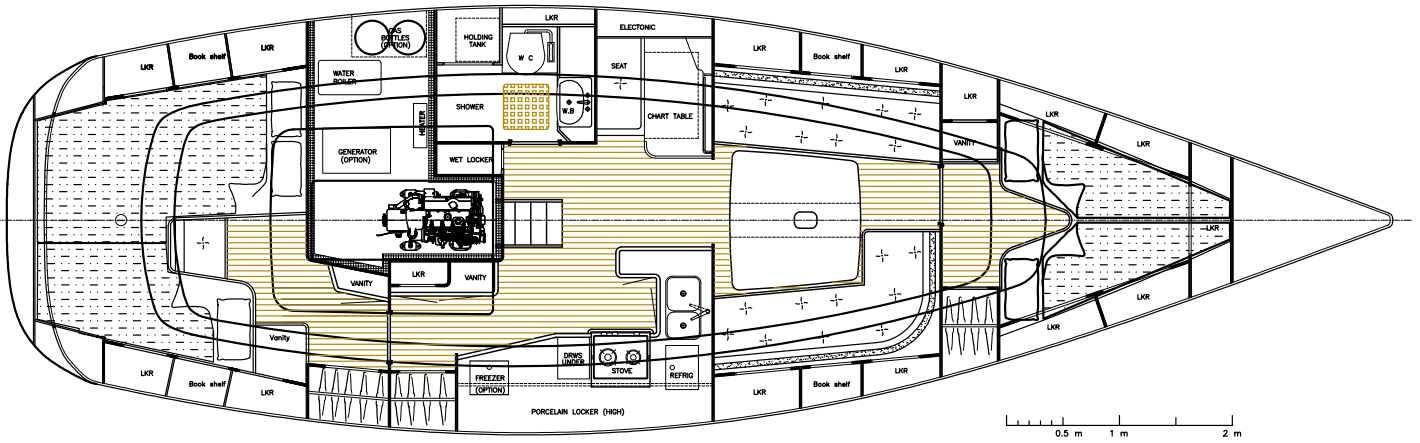 LKR
Book shelf
LKR
GAS
BOTTLES
(OPTION)
WATER
BOILER
HEATER
GENERATOR
(OPTION)
HOLDING
TANK
LKR
W C
SHOWER
W.B
WET LOCKER
ELECTONIC
SEAT
CHART TABLE
LKR
Book shelf
LKR
LKR
VANITY
LKR
LKR
LKR
VANITY
LKR
VANITY
Vanity
LKR
Book shelf
LKR
FREEZER
(OPTION)
DRWS
UNDER
STOVE
REFRIG
PORCELAIN LOCKER (HIGH)
LKR
Book shelf
LKR
LKR
LKR
0.5 m
1 m
2 m